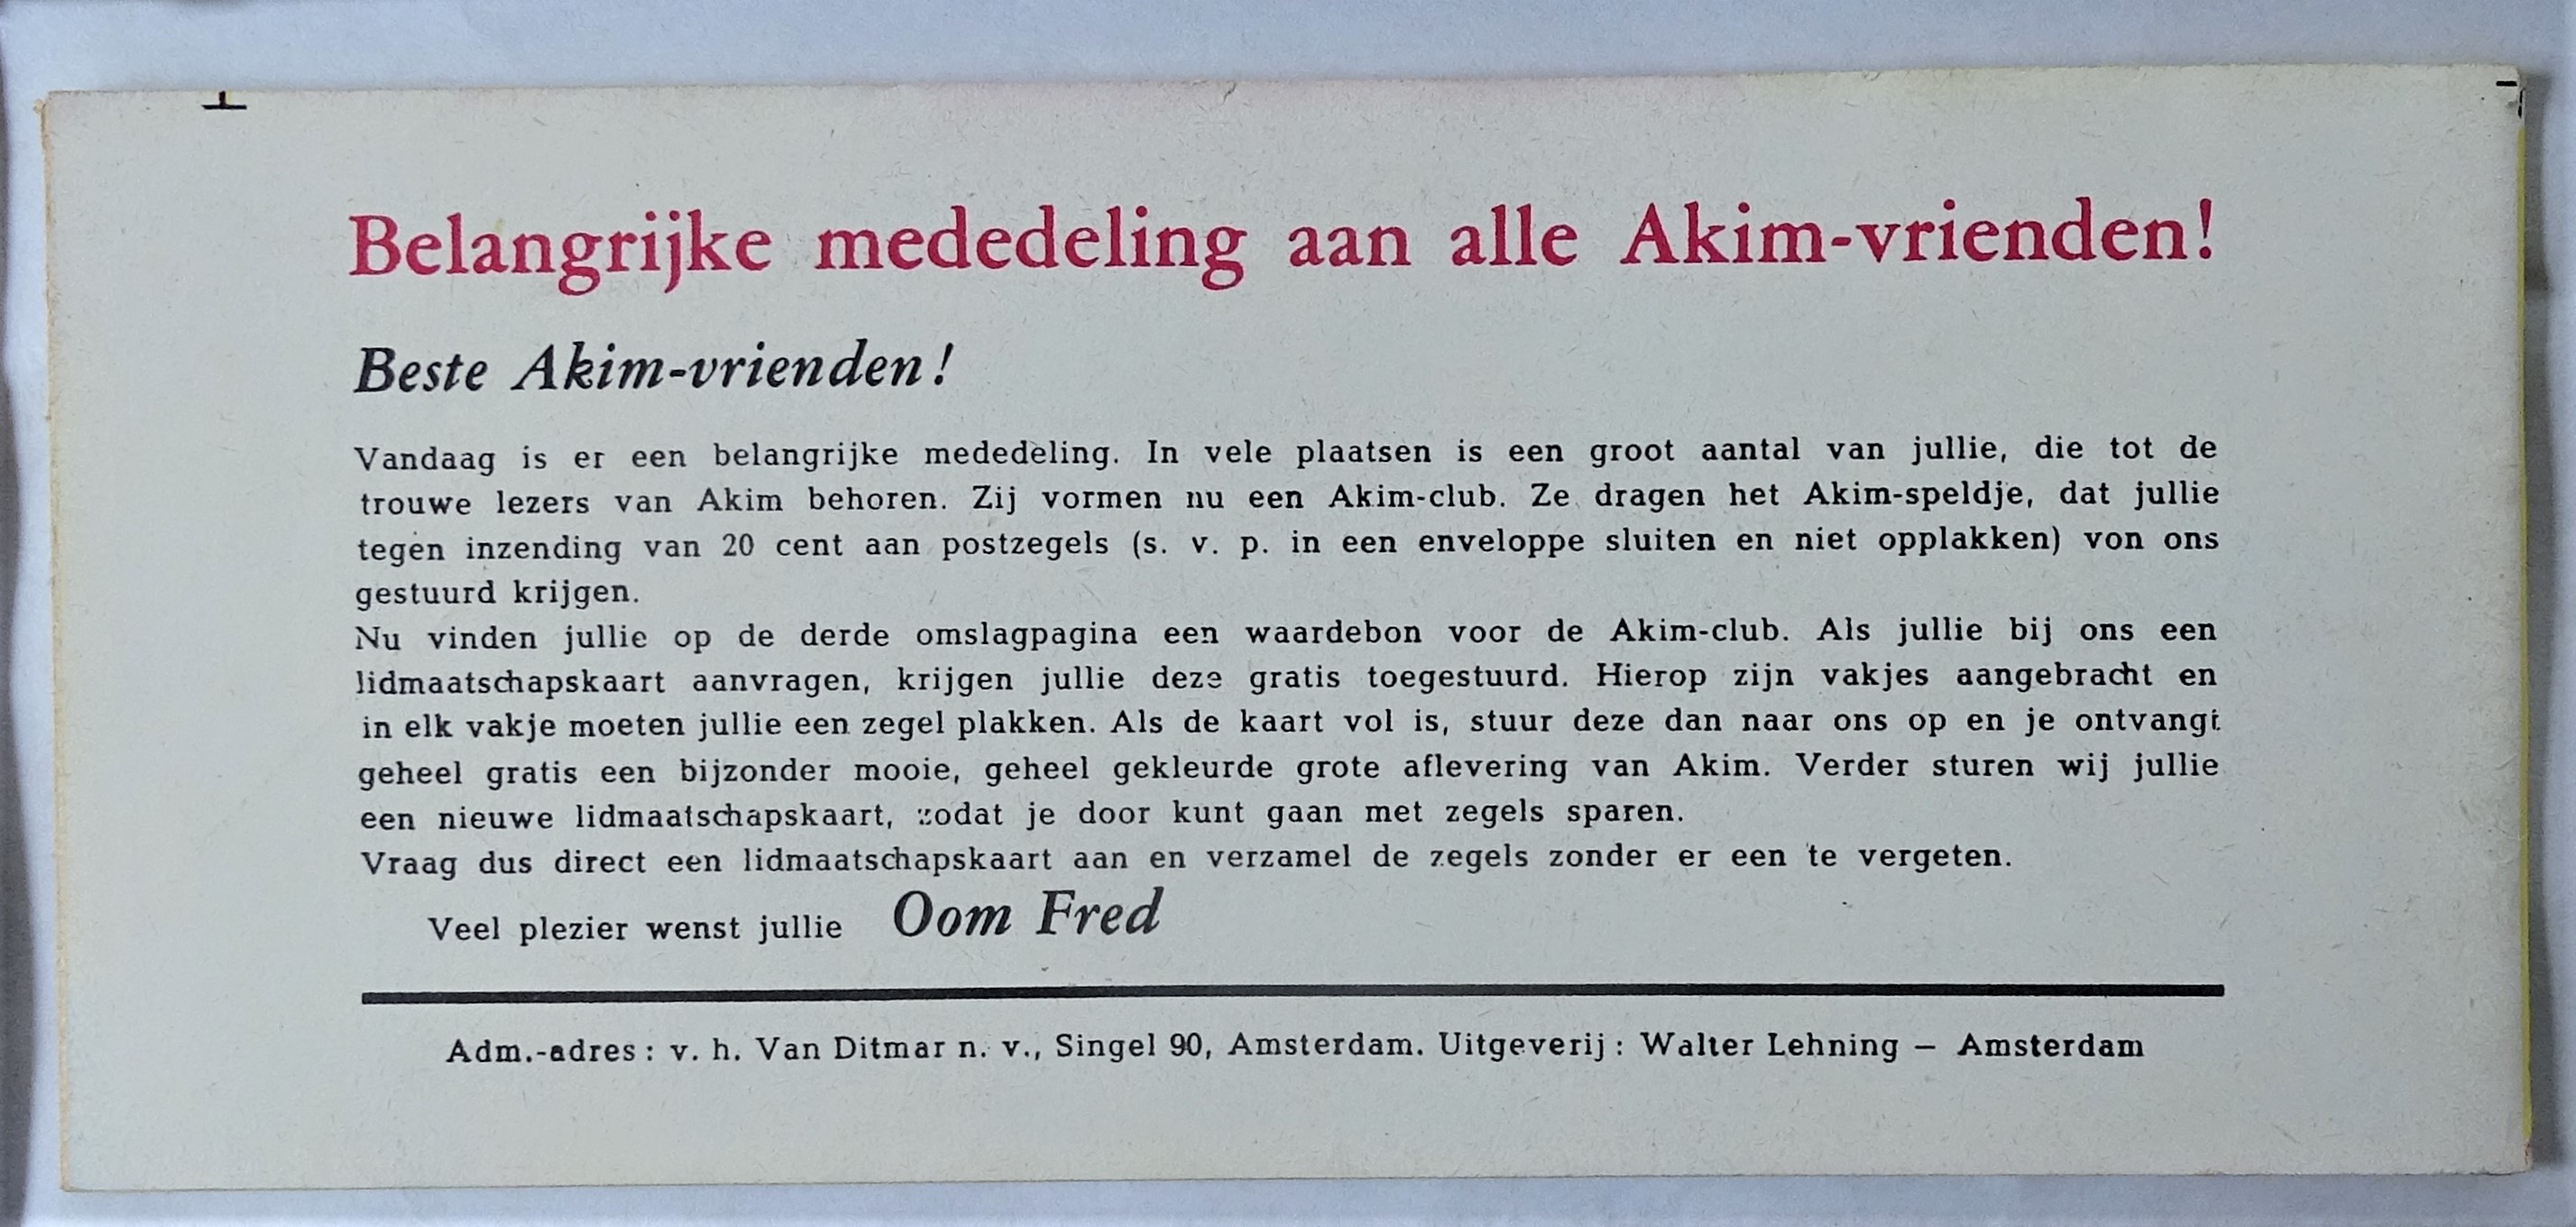 Belangrijke mededeling aan alle Akim-vrienden!
Beste Akim-vrienden!
Vandaag is er een belangrijke mededeling. In vele plaatsen is een groot aantal van jullie, die tot de
trouwe lezers van Akim behoren. Zij vormen nu een Akim-club. Ze dragen het Akim-speldje, dat jullie
tegen inzending van 20 cent aan postzegels (s. v. p. in een enveloppe sluiten en niet opplakken) von ons
gestuurd krijgen.
Nu vinden jullie op de derde omslagpagina een waardebon voor de Akim-club. Als jullie bij ons een
lidmaatschapskaart aanvragen, krijgen jullie deze gratis toegestuurd. Hierop zijn vakjes aangebracht en
in elk vakje moeten jullie een zegel plakken. Als de kaart vol is, stuur deze dan naar ons op en je ontvangt
geheel gratis een bijzonder mooie, geheel gekleurde grote aflevering van Akim. Verder sturen wij jullie
een nieuwe lidmaatschapskaart, zodat je door kunt gaan met zegels sparen.
Vraag dus direct een lidmaatschapskaart aan en verzamel de zegels zonder er een te vergeten.
Veel plezier wenst jullie Oom Fred
Adm.-adres : v. h. Van Ditmar n. v., Singel 90, Amsterdam. Uitgeverij : Walter Lehning — Amsterdam